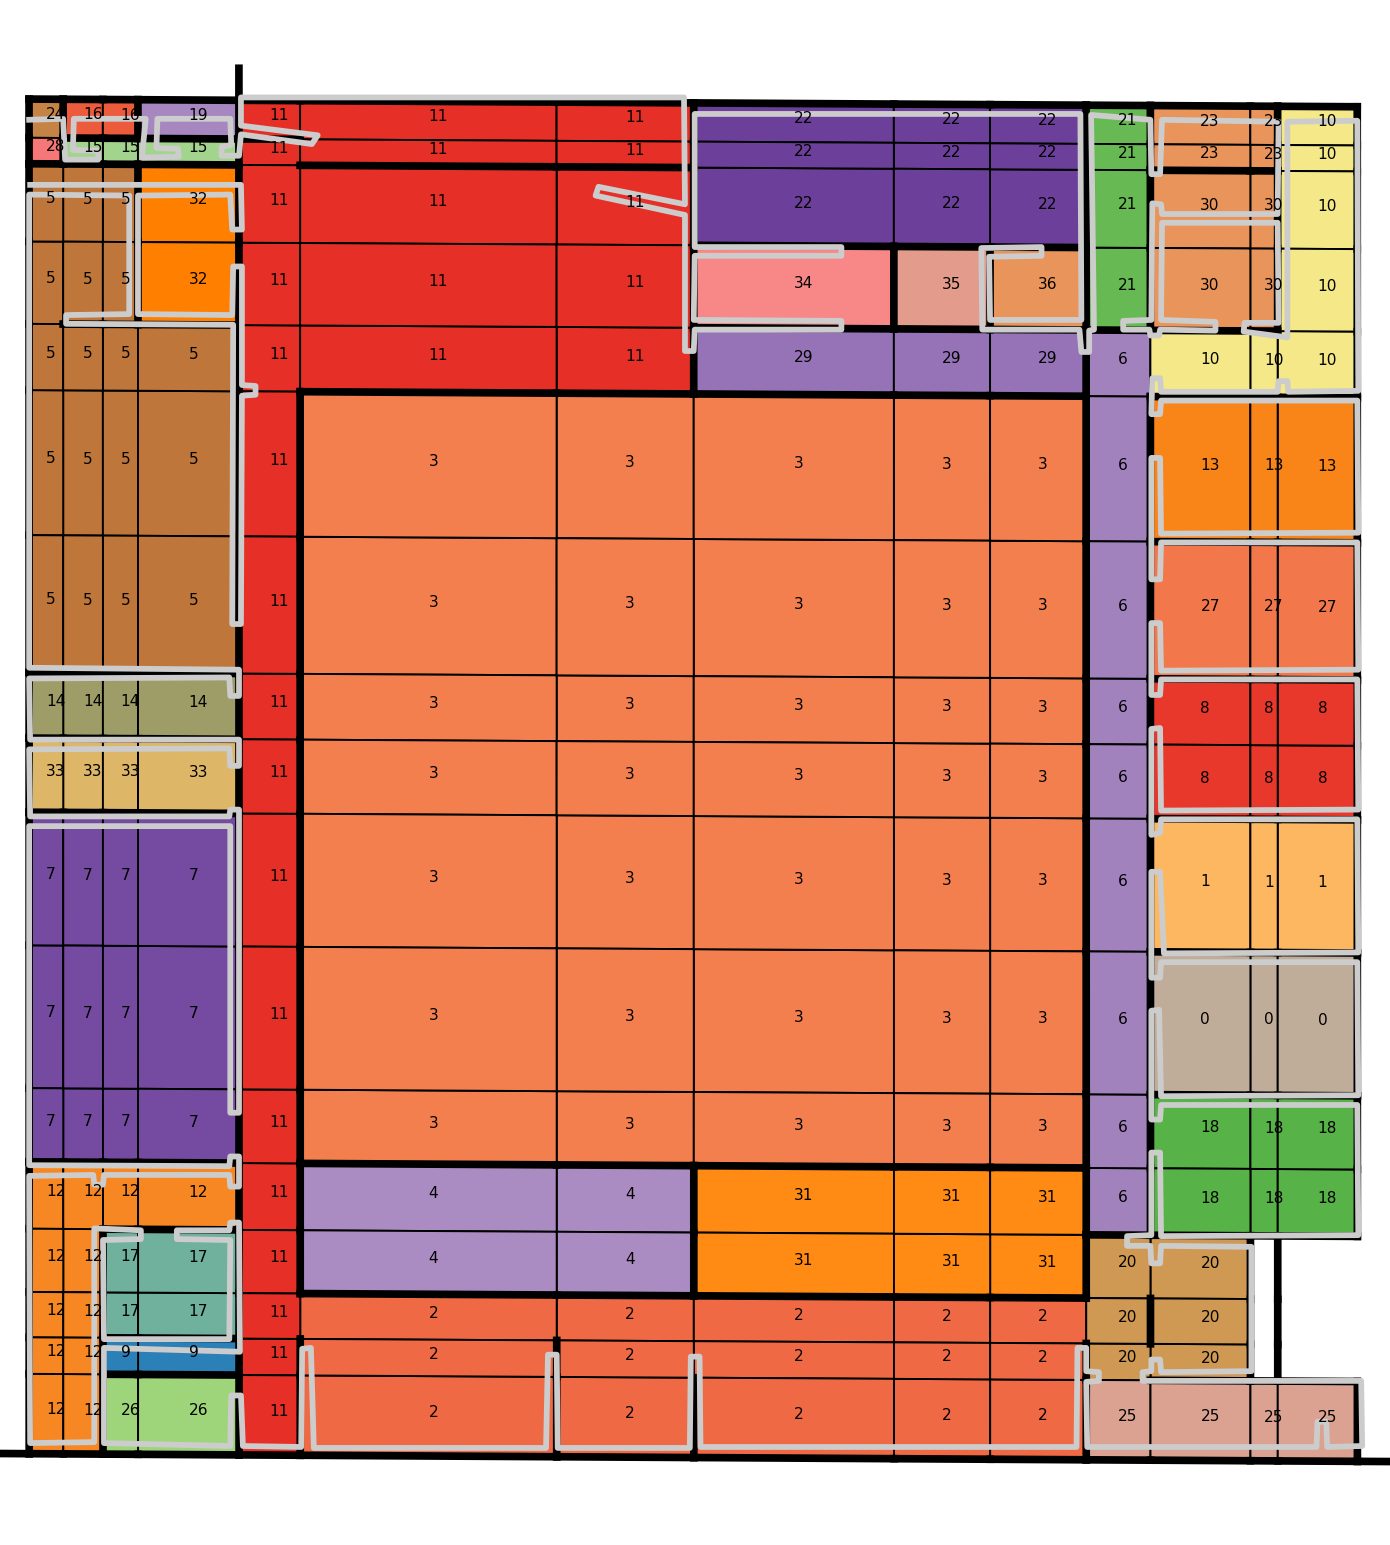 24 16 16 19 11 11 11 22 22 22 21 23 23 10
28 15 15 15 11 11 11 22 22 22 21 23 23 10
5 5 5 32 11 11 11 22 22 22 21 30 30 10
5 5 5 32 11 11 11 34 35 36 21 30 30 10
5 5 5 5 11 11 11 29 29 29 6 10 10 10
5 5 5 5 11 3 3 3 3 3 6 13 13 13
5 5 5 5 11 3 3 3 3 3 6 27 27 27
14 14 14 14 11 3 3 3 3 3 6 8 8 8
33 33 33 33 11 3 3 3 3 3 6 8 8 8
7 7 7 7 11 3 3 3 3 3 6 1 1 1
7 7 7 7 11 3 3 3 3 3 6 0 0 0
7 7 7 7 11 3 3 3 3 3 6 18 18 18
12 12 12 12 11 4 4 31 31 31 6 18 18 18
12 12 17 17 11 4 4 31 31 31 20 20
12 12 17 17 11 2 2 2 2 2 20 20
12 12 9 9 11 2 2 2 2 2 20 20
12 12 26 26 11 2 2 2 2 2 25 25 25 25